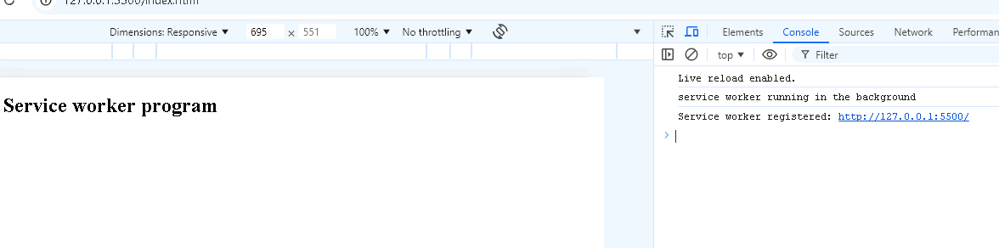 127.0.0.1:5500/index.html
Dimensions: Responsive ▼ 695 × 551 100% ▼ No throttling ▼
Elements Console Sources Network Performan
top ▼ Filter
Live reload enabled.
service worker running in the background
Service worker registered: http://127.0.0.1:5500/
>
Service worker program